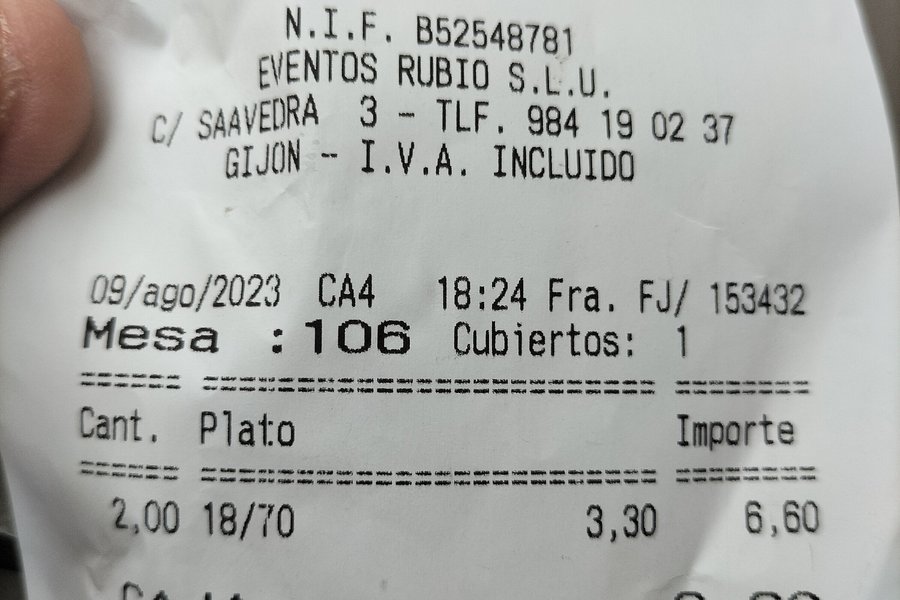 N.I.F. B52548781
EVENTOS RUBIO S.L.U.
C/ SAAVEDRA 3 - TLF. 984 19 02 37
GIJON - I.V.A. INCLUIDO
09/ago/2023 CA4 18:24 Fra. FJ/ 153432
Mesa :106 Cubiertos: 1
====== =========================== ========
Cant. Plato Importe
====== =========================== ========
2,00 18/70 3,30 6,60